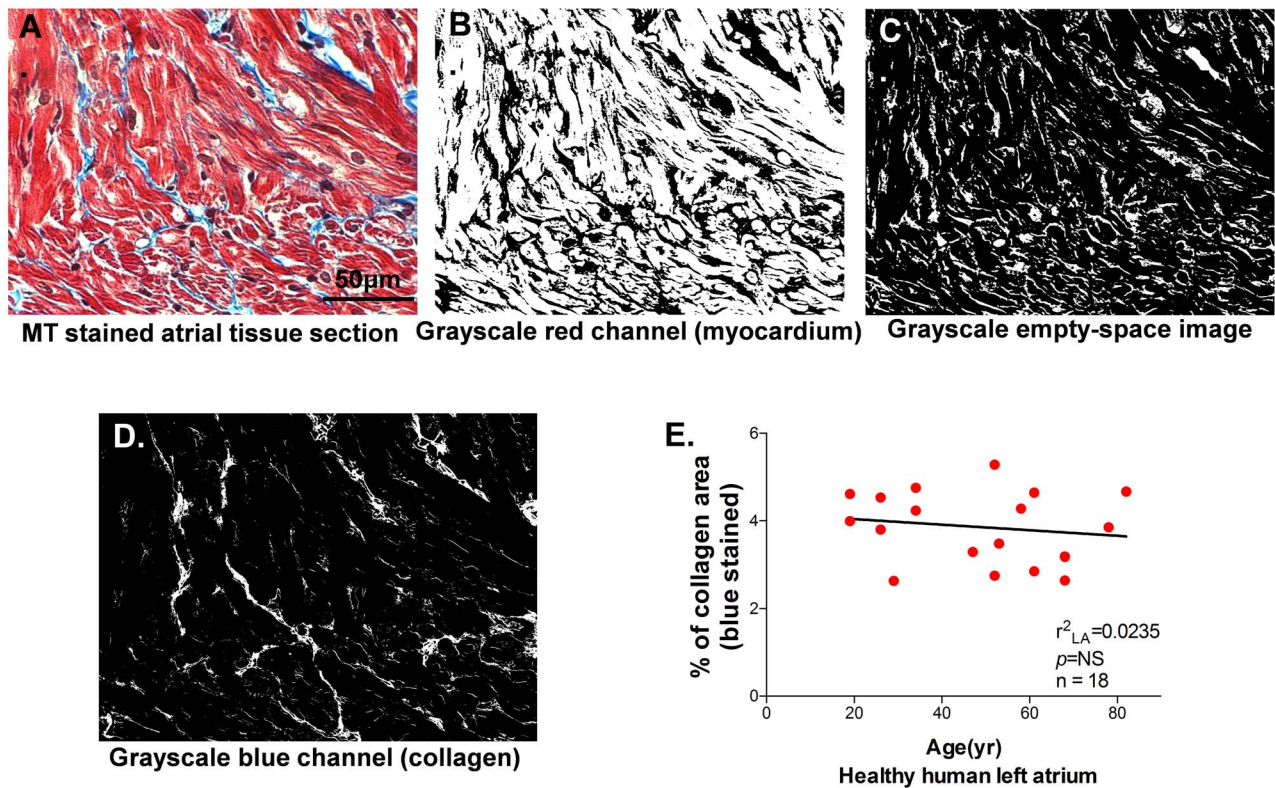 A
.
50µm
MT stained atrial tissue section
B
.
Grayscale red channel (myocardium)
C
.
Grayscale empty-space image
D.
Grayscale blue channel (collagen)
E.
% of collagen area
(blue stained)
6
4
2
0
0 20 40 60 80
r²LA=0.0235
p=NS
n = 18
Age(yr)
Healthy human left atrium